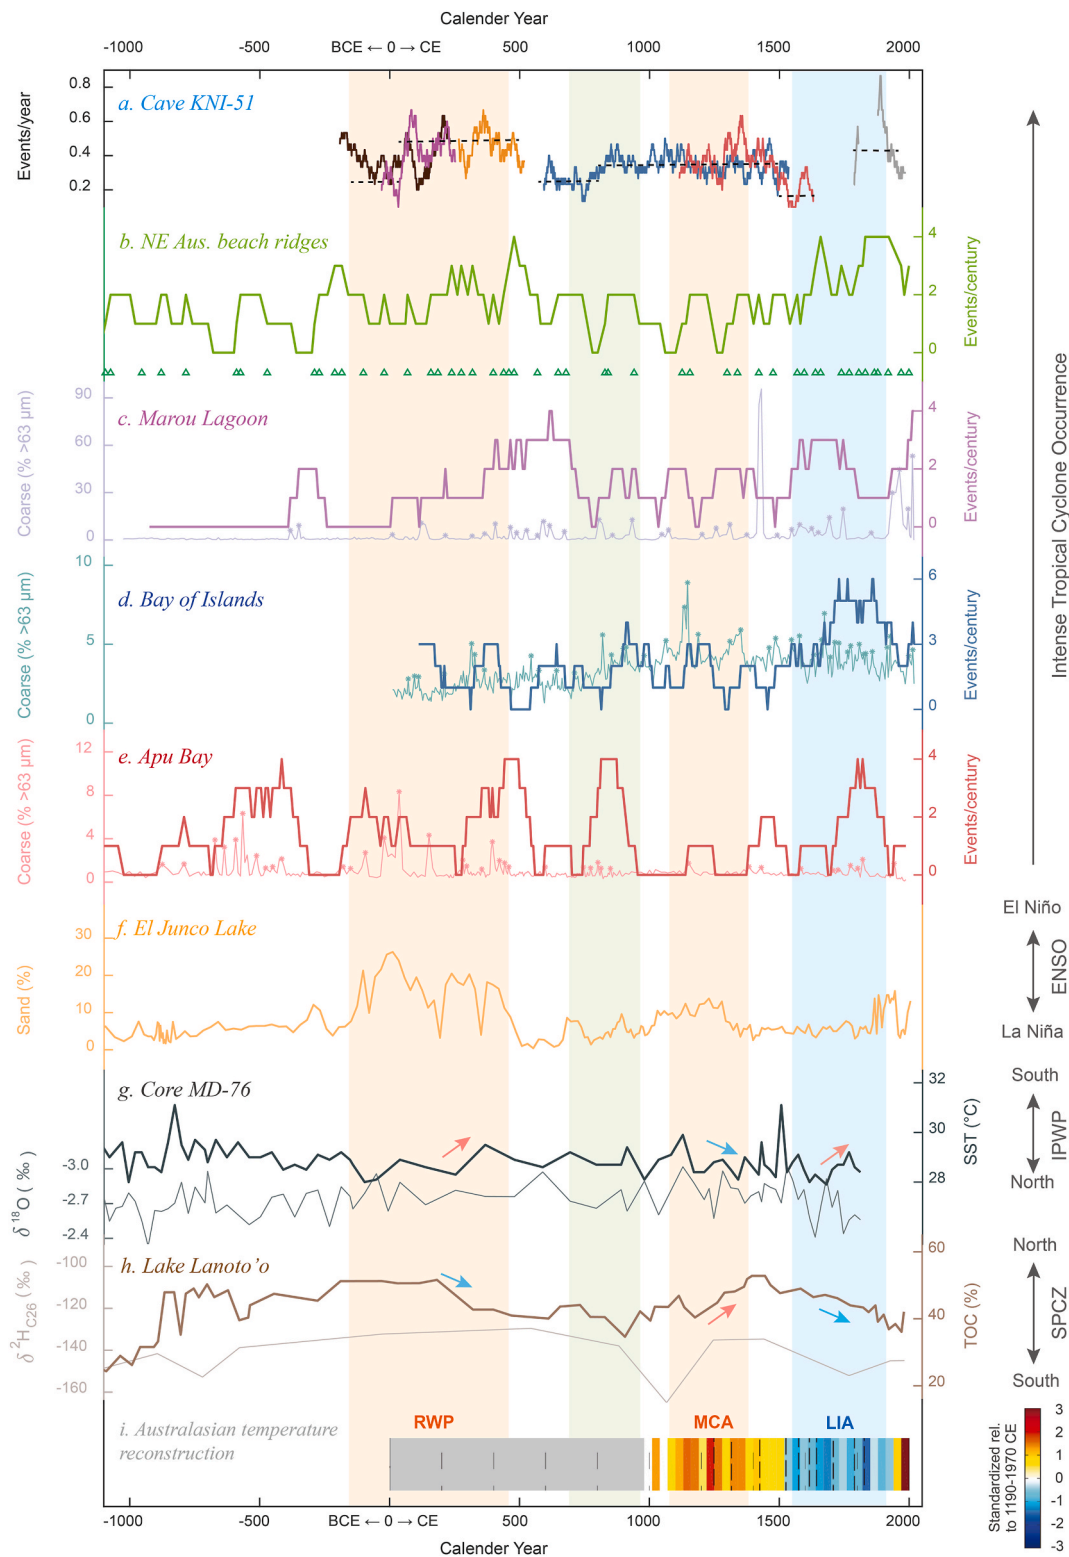 Calender Year
-1000 -500 BCE ← 0 → CE 500 1000 1500 2000
a. Cave KNI-51
Events/year
0.8
0.6
0.4
0.2
b. NE Aus. beach ridges
Events/century
4
2
0
c. Marou Lagoon
Coarse (% >63 μm)
90
60
30
0
Events/century
4
2
0
d. Bay of Islands
Coarse (% >63 μm)
10
5
0
Events/century
6
3
0
e. Apu Bay
Coarse (% >63 μm)
12
8
4
0
Events/century
4
2
0
Intense Tropical Cyclone Occurrence
f. El Junco Lake
Sand (%)
30
20
10
0
El Niño
ENSO
La Niña
g. Core MD-76
δ18O (‰)
-3.0
-2.7
-2.4
SST (°C)
32
30
28
South
IPWP
North
h. Lake Lanoto'o
δ2HC26 (‰)
-100
-120
-140
-160
TOC (%)
60
40
20
North
SPCZ
South
i. Australasian temperature
reconstruction
RWP MCA LIA
Standardized rel.
to 1190-1970 CE
3
2
1
0
-1
-2
-3
-1000 -500 BCE ← 0 → CE 500 1000 1500 2000
Calender Year